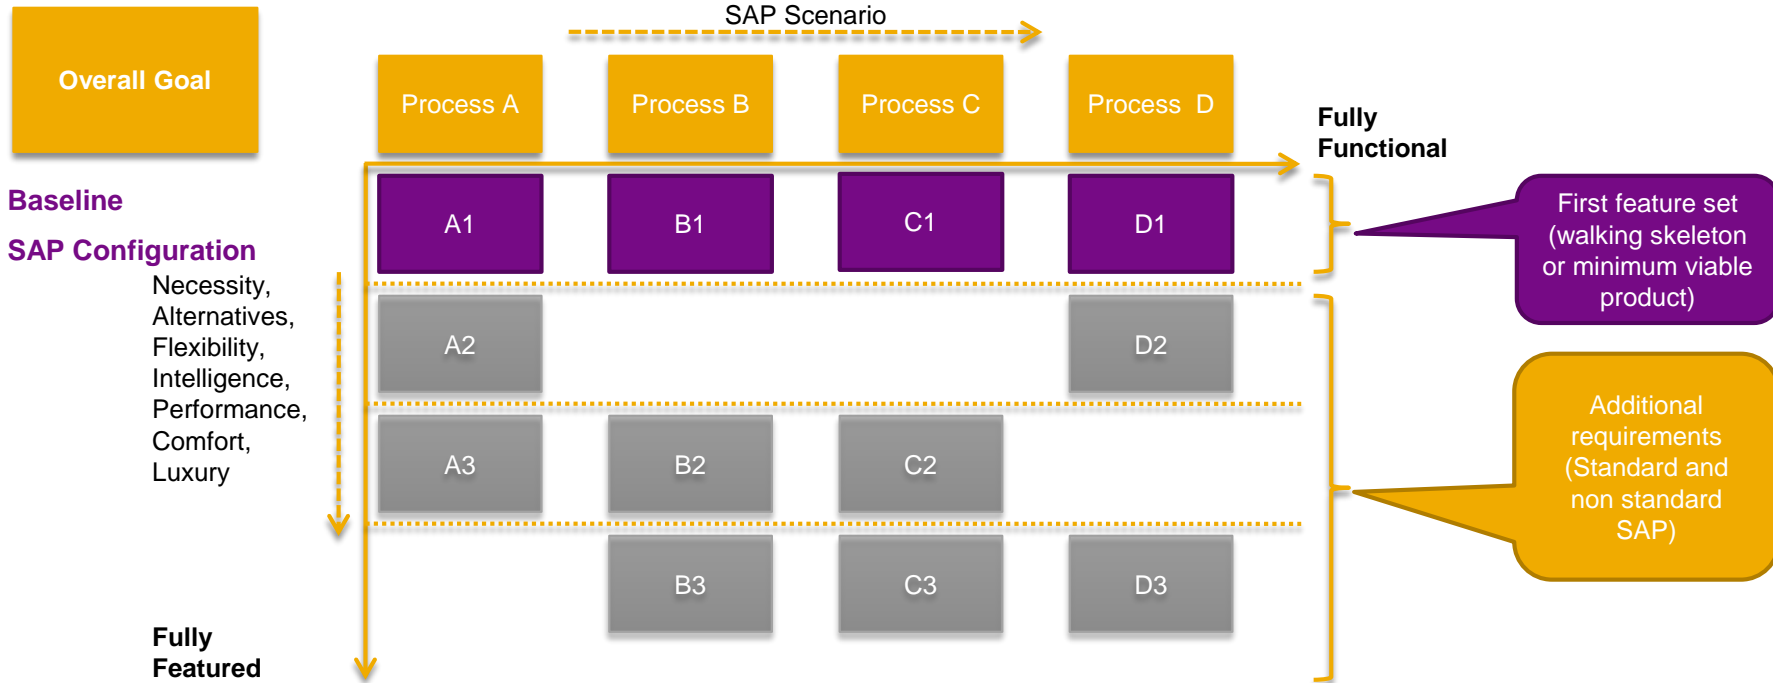 SAP Scenario
Overall Goal
Process A
Process B
Process C
Process D
Fully
Functional
Baseline
SAP Configuration
A1
B1
C1
D1
First feature set
(walking skeleton
or minimum viable
product)
Necessity,
Alternatives,
Flexibility,
Intelligence,
Performance,
Comfort,
Luxury
A2
D2
A3
B2
C2
Additional
requirements
(Standard and
non standard
SAP)
B3
C3
D3
Fully
Featured